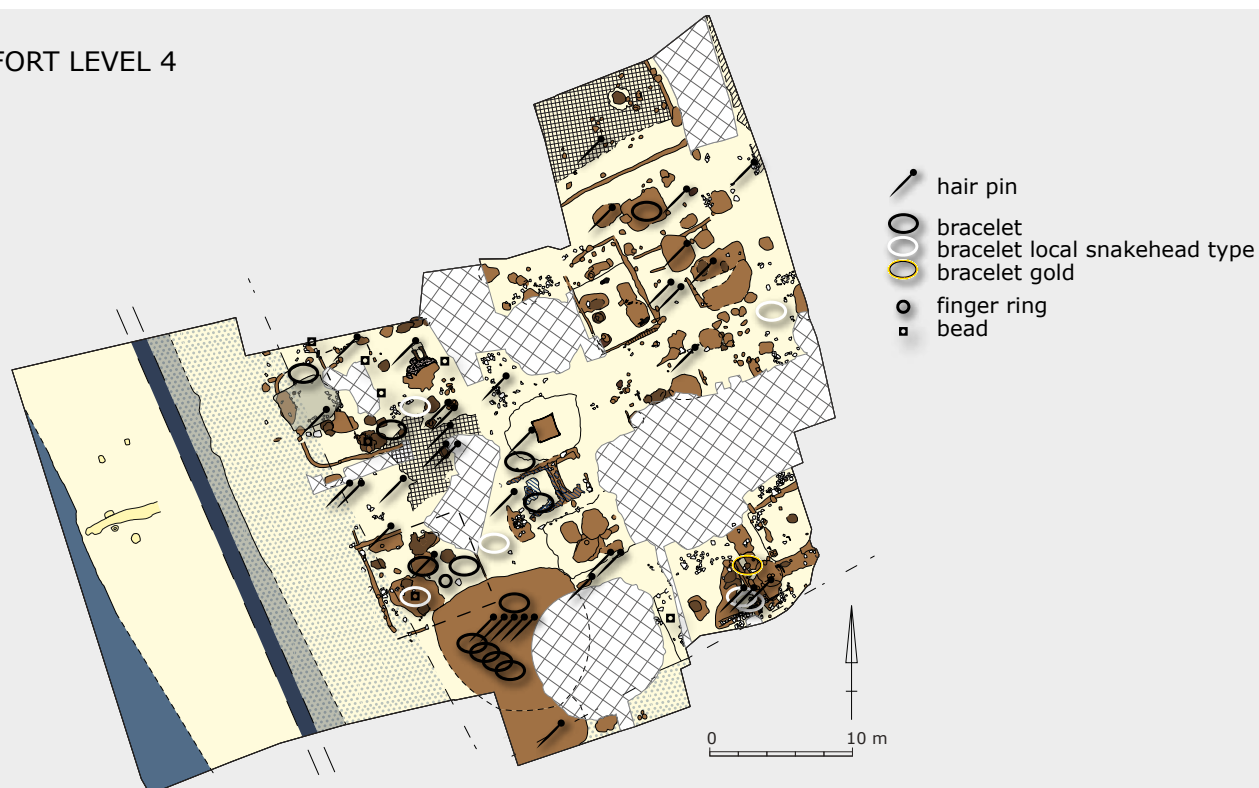 FORT LEVEL 4
hair pin
bracelet
bracelet local snakehead type
bracelet gold
finger ring
bead
0 10 m